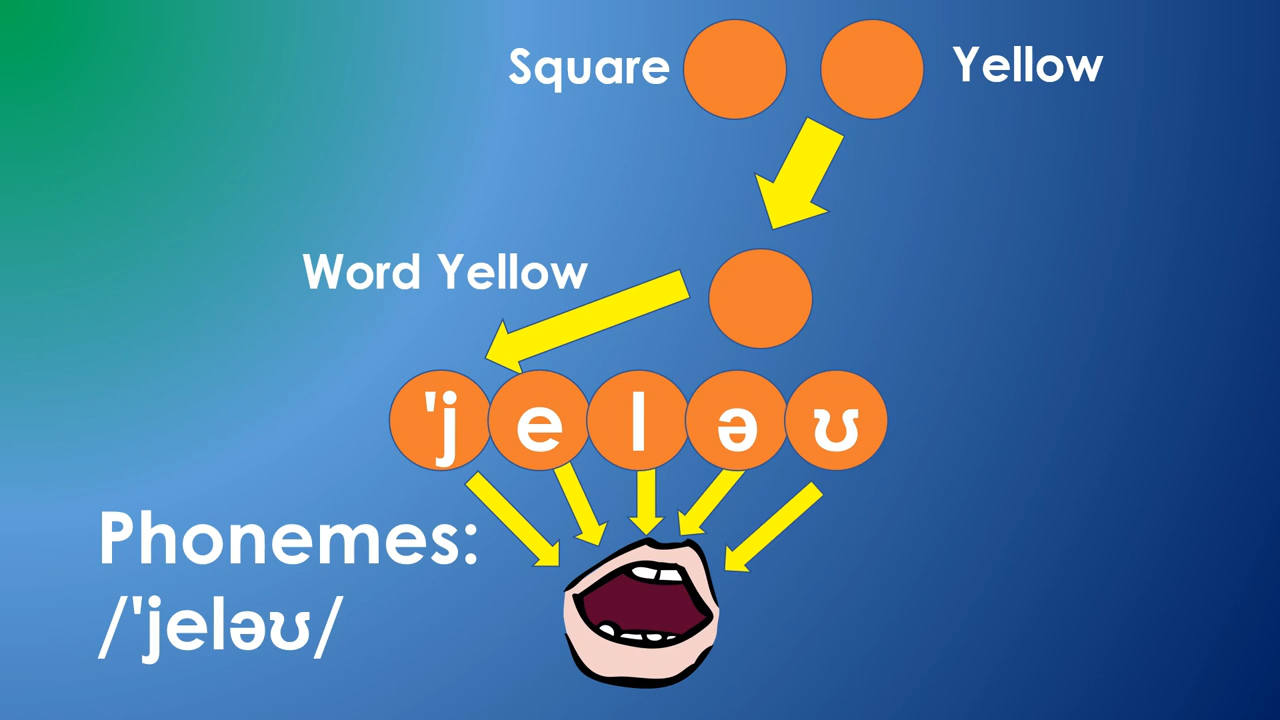 Square
Yellow
Word Yellow
'j
e
l
ə
ʊ
Phonemes:
/'jeləʊ/